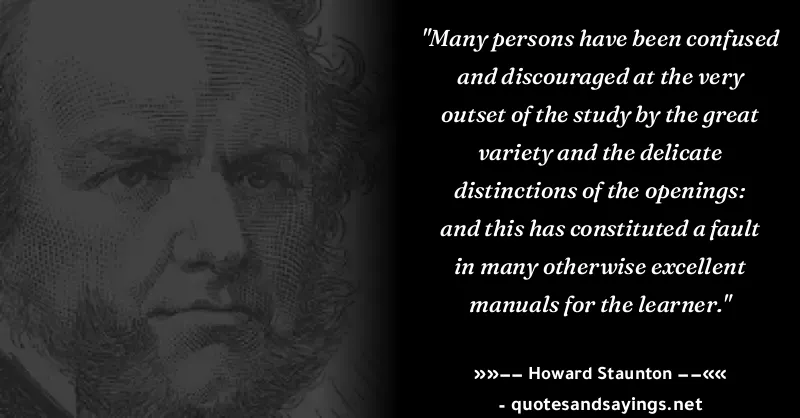 "Many persons have been confused
and discouraged at the very
outset of the study by the great
variety and the delicate
distinctions of the openings:
and this has constituted a fault
in many otherwise excellent
manuals for the learner."
»»–– Howard Staunton ––««
- quotesandsayings.net